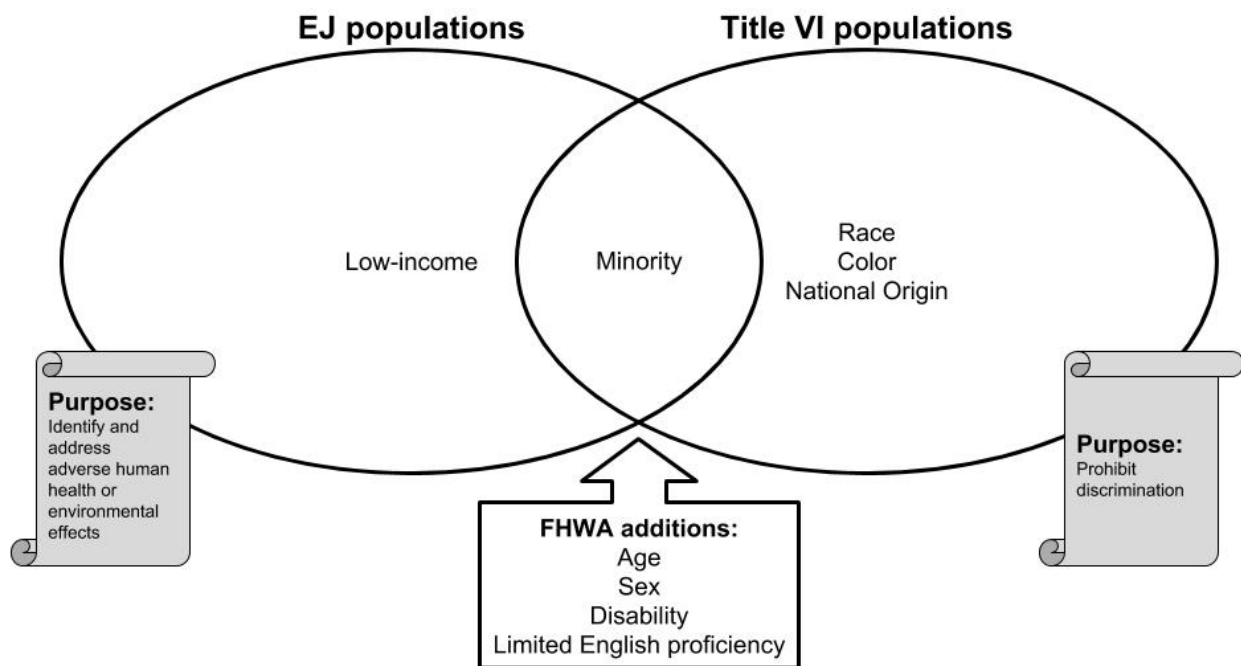 EJ populations
Title VI populations
Low-income
Minority
Race
Color
National Origin
Purpose:
Identify and
address
adverse human
health or
environmental
effects
Purpose:
Prohibit
discrimination
FHWA additions:
Age
Sex
Disability
Limited English proficiency